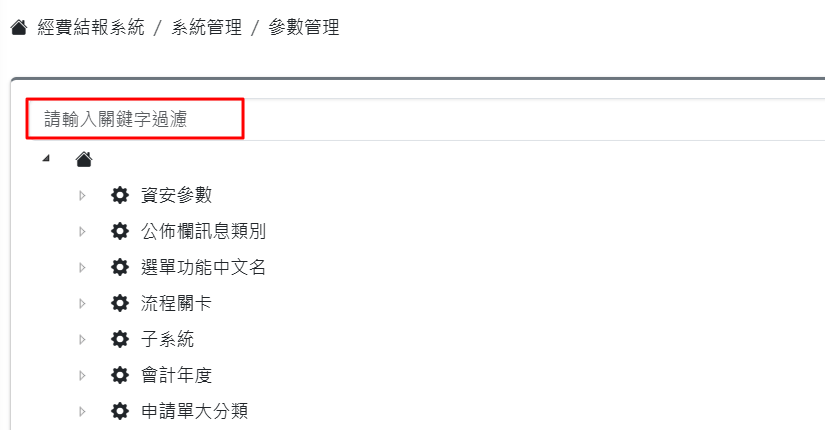 經費結報系統 / 系統管理 / 參數管理
請輸入關鍵字過濾
資安參數
公佈欄訊息類別
選單功能中文名
流程關卡
子系統
會計年度
申請單大分類